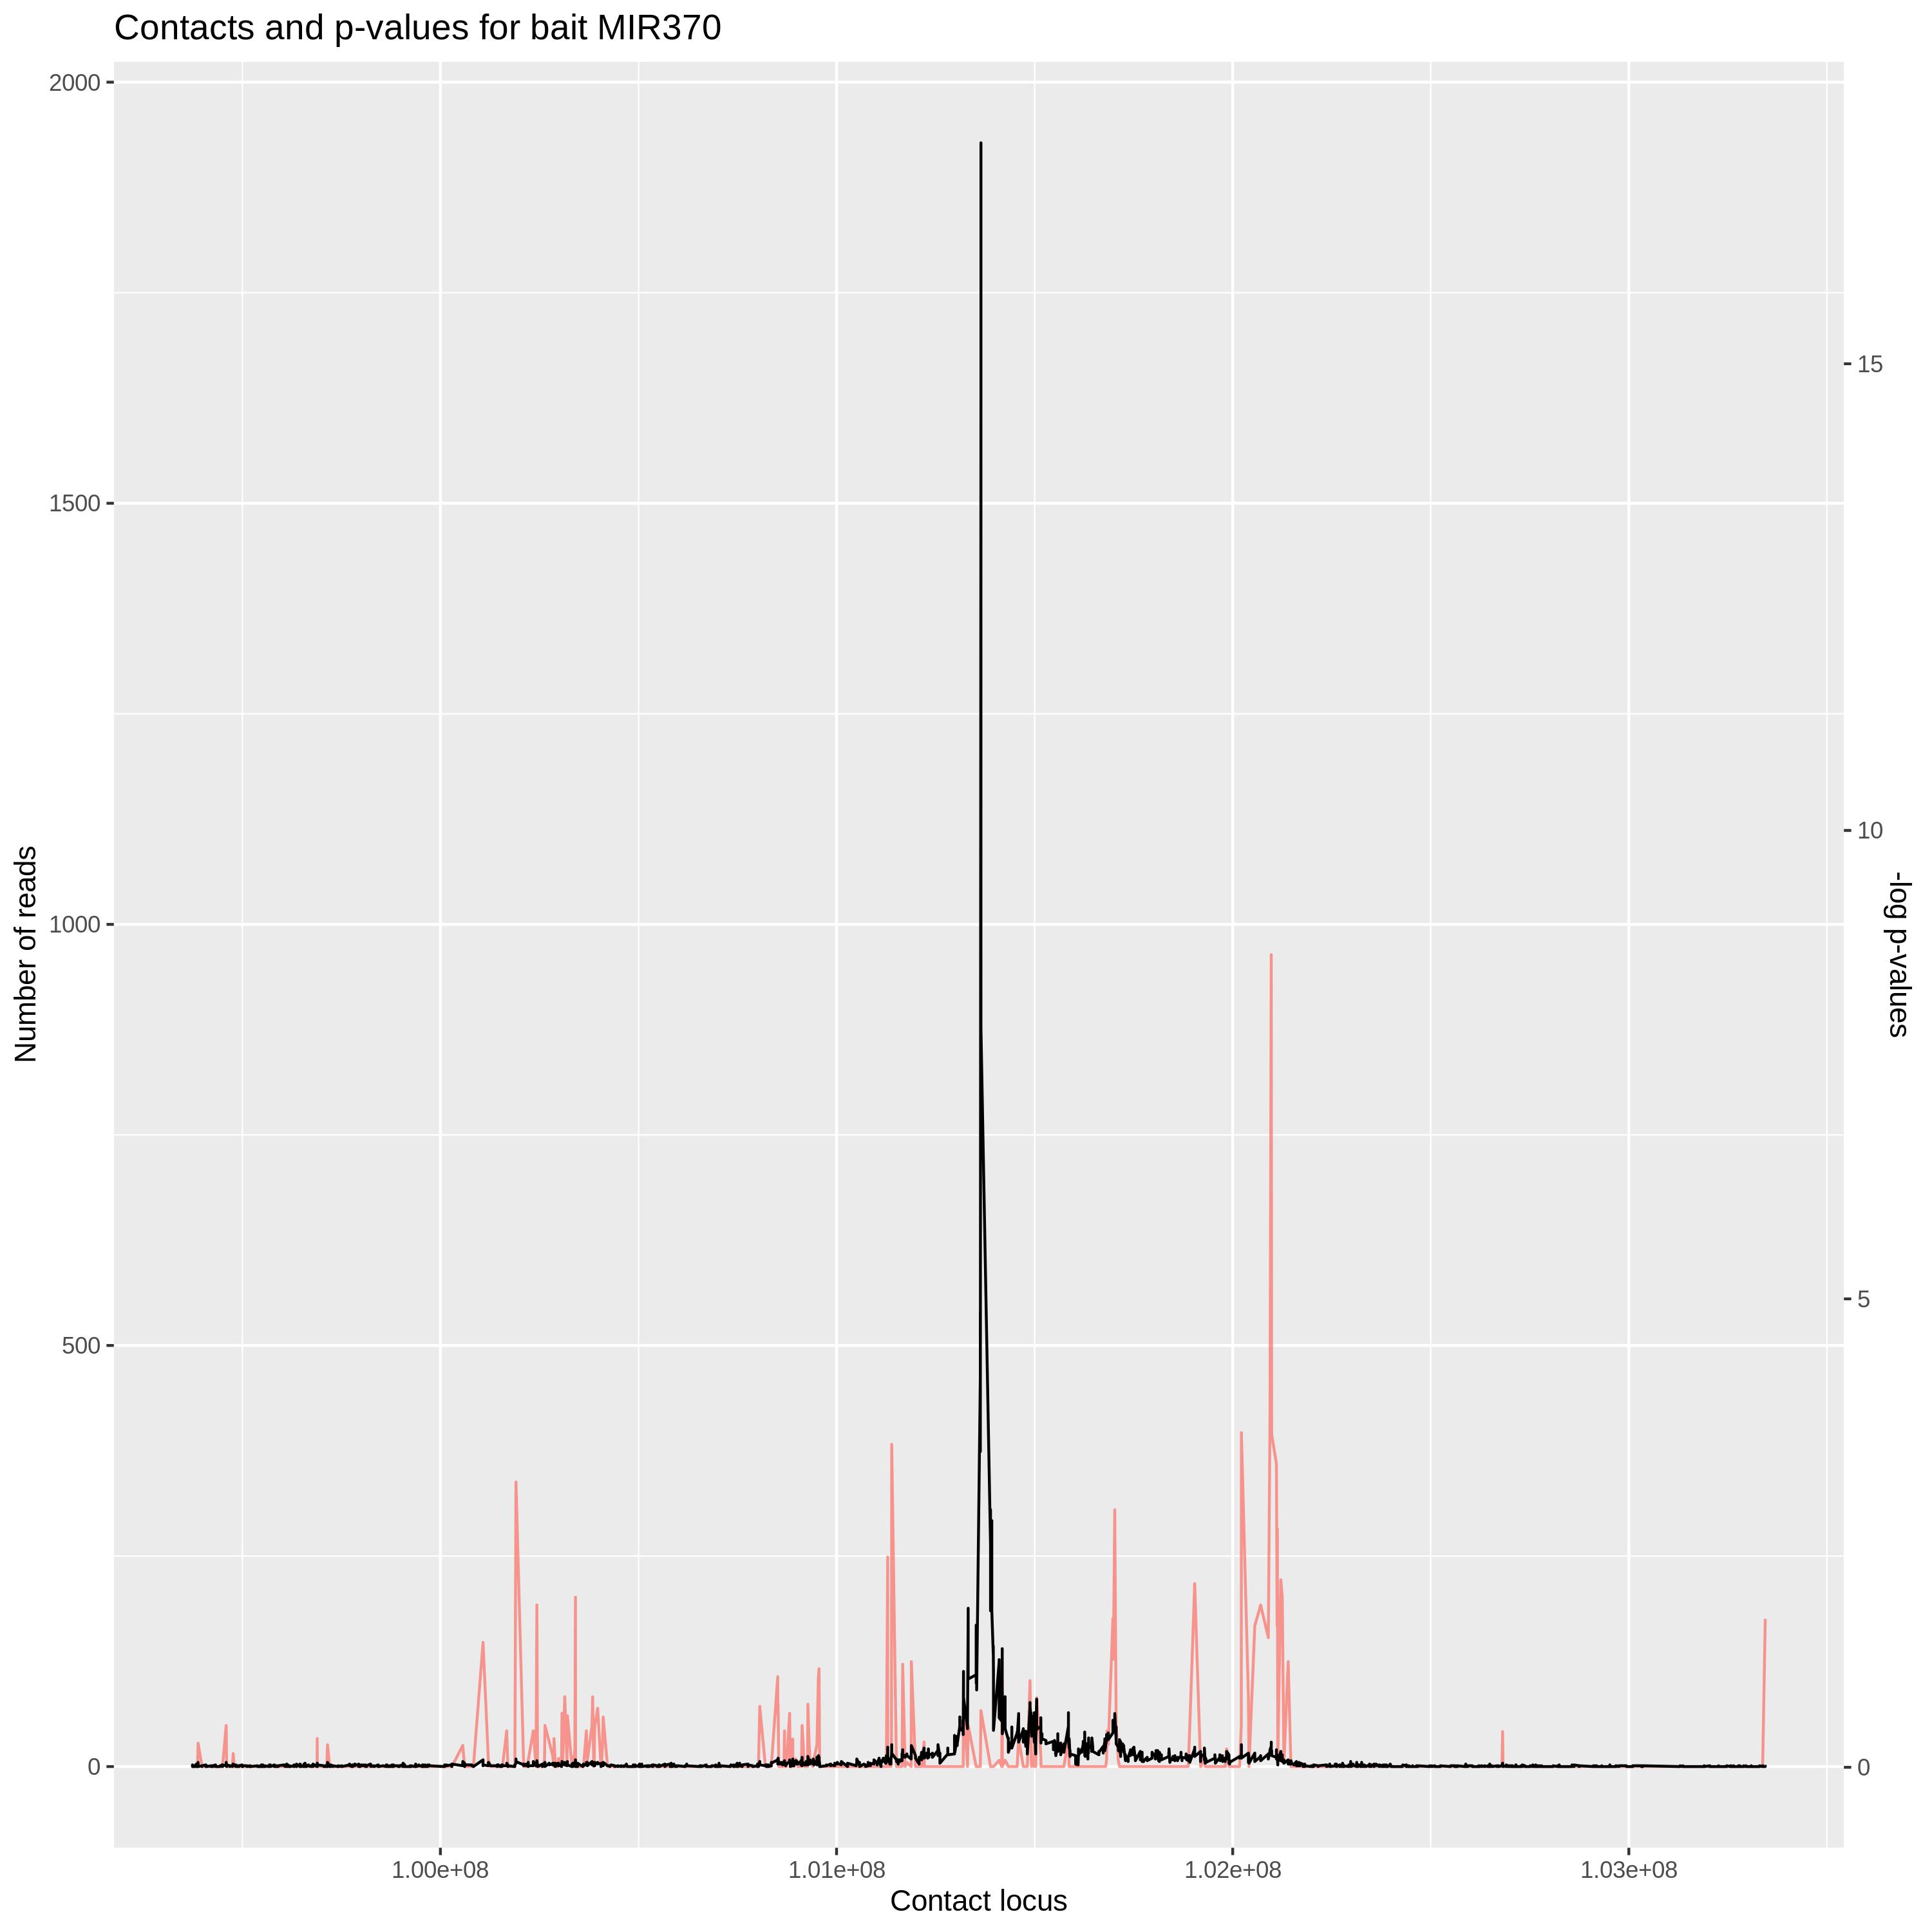 Contacts and p-values for bait MIR370
2000
1500
1000
500
0
Number of reads
15
10
5
0
-log p-values
1.00e+08 1.01e+08 1.02e+08 1.03e+08
Contact locus